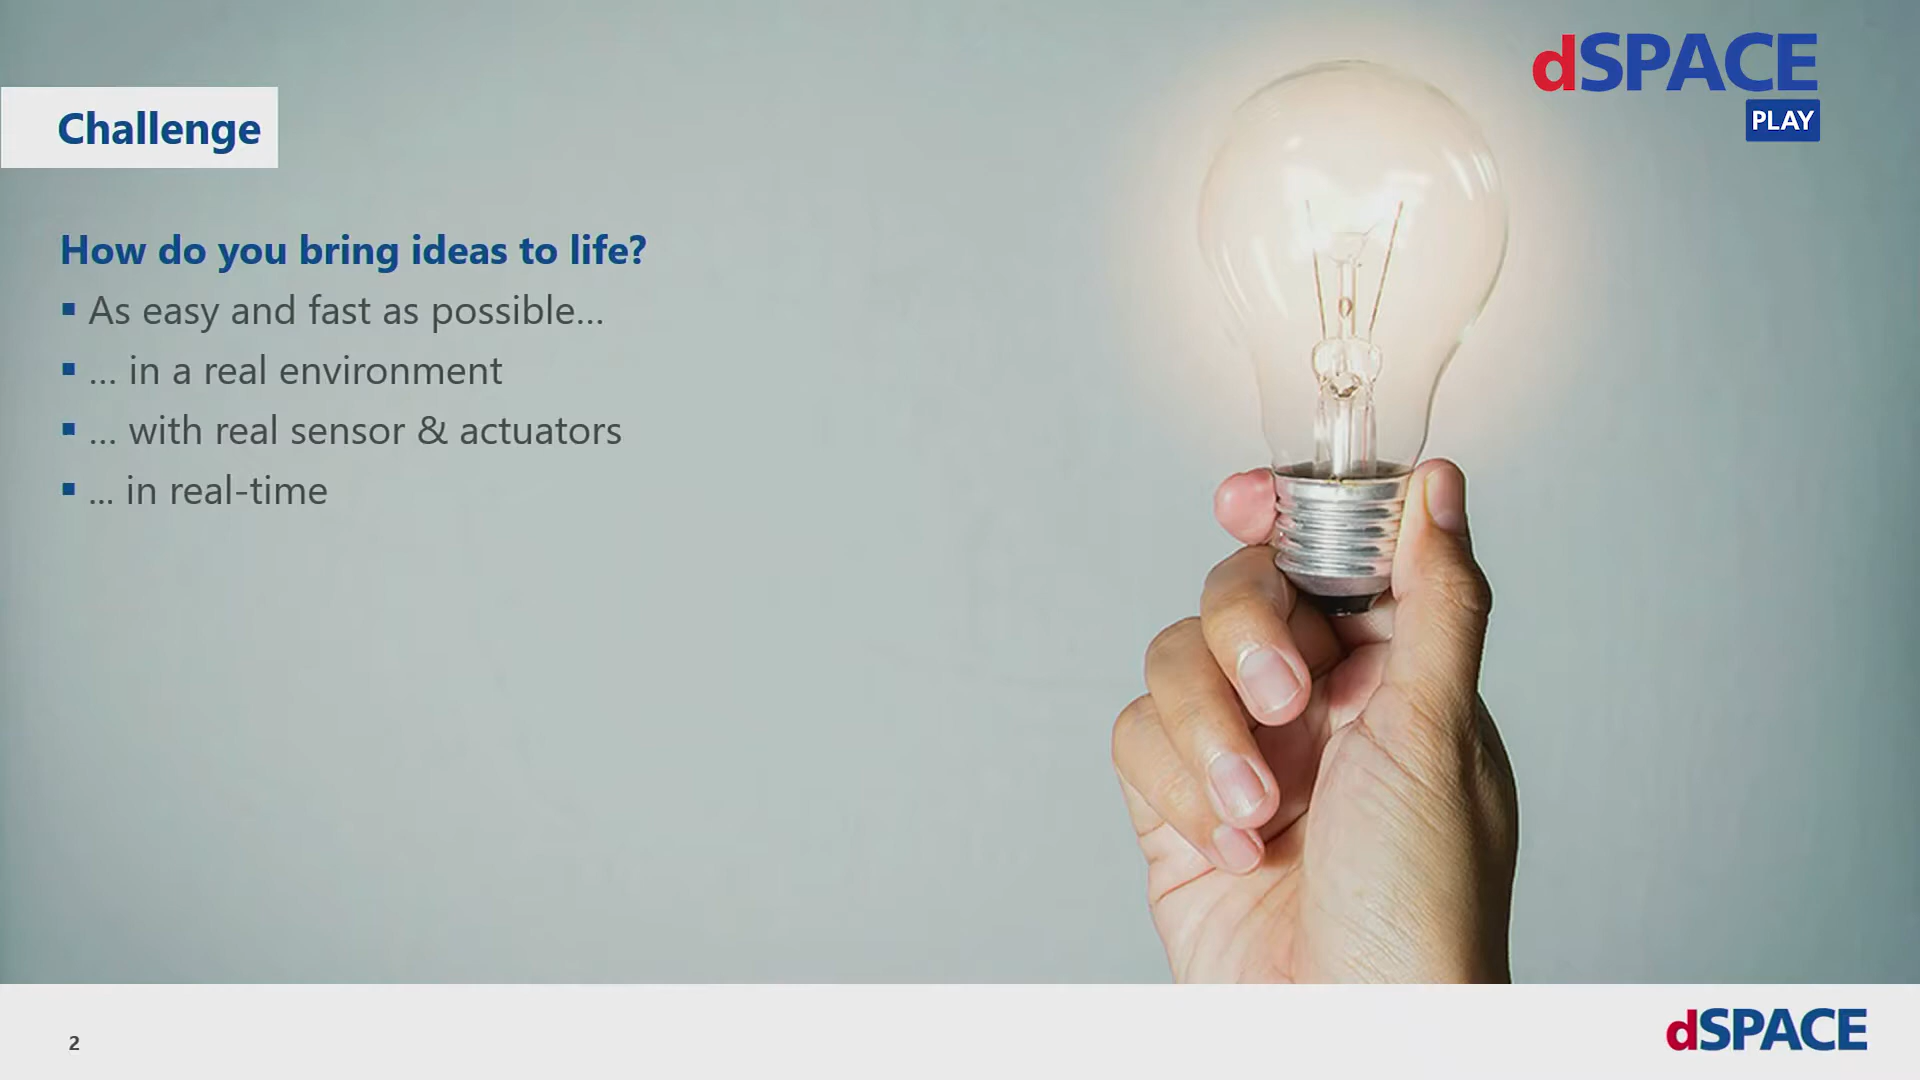 dSPACE
PLAY
Challenge
How do you bring ideas to life?
▪ As easy and fast as possible...
▪ ... in a real environment
▪ ... with real sensor & actuators
▪ ... in real-time
2
dSPACE